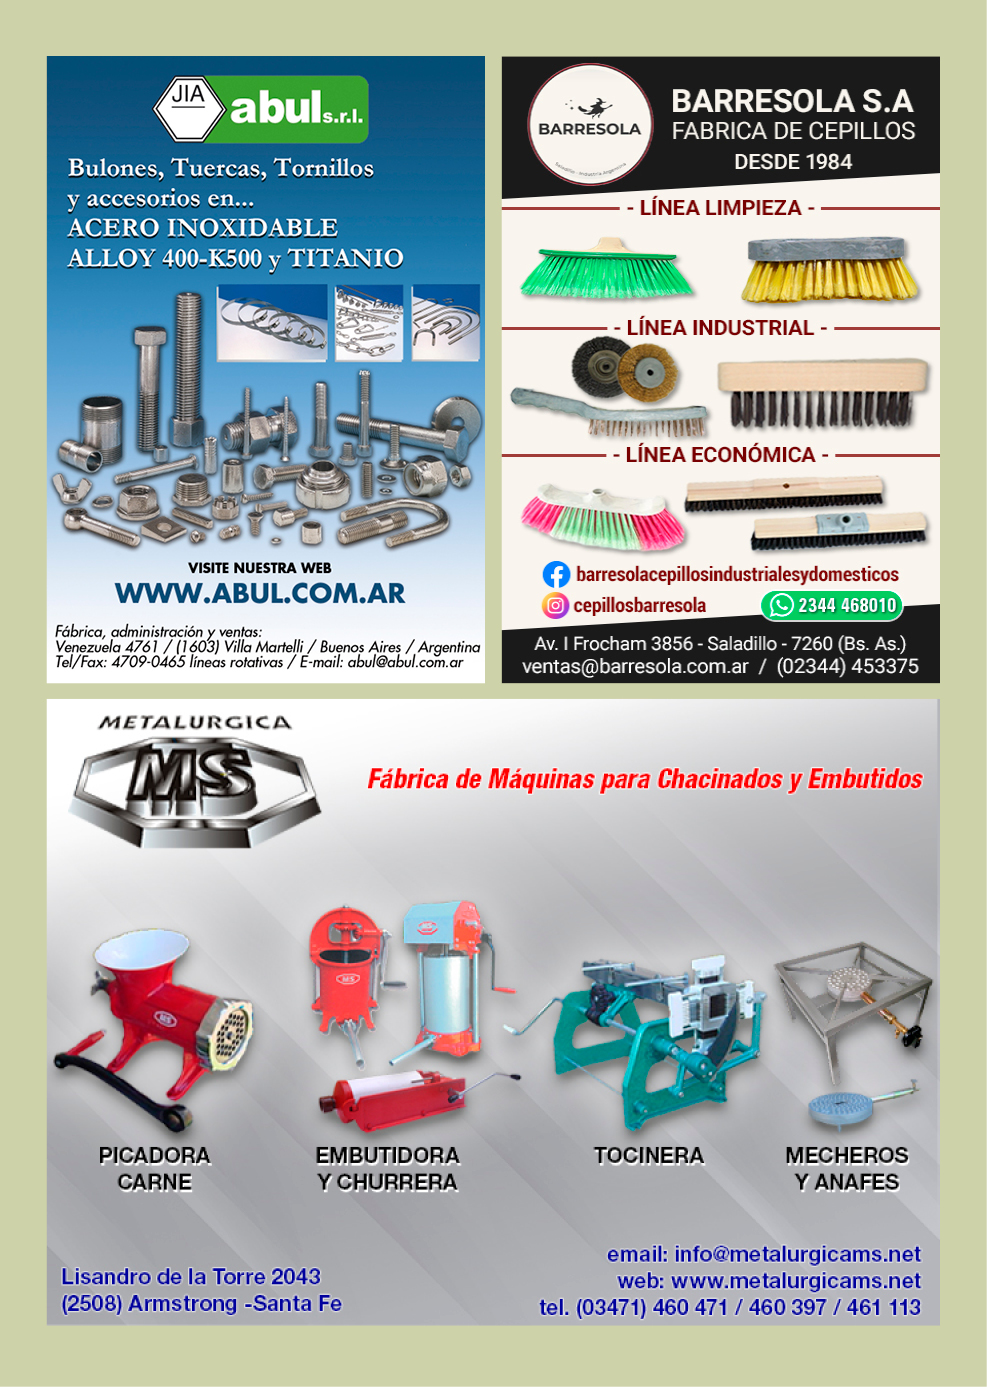 JIA
abul s.r.l.
Bulones, Tuercas, Tornillos
y accesorios en...
ACERO INOXIDABLE
ALLOY 400-K500 y TITANIO
VISITE NUESTRA WEB
WWW.ABUL.COM.AR
Fábrica, administración y ventas:
Venezuela 4761 / (1603) Villa Martelli / Buenos Aires / Argentina
Tel/Fax: 4709-0465 líneas rotativas / E-mail: abul@abul.com.ar
BARRESOLA
Saladillo - Industria Argentina
BARRESOLA S.A
FABRICA DE CEPILLOS
DESDE 1984
- LÍNEA LIMPIEZA -
- LÍNEA INDUSTRIAL -
- LÍNEA ECONÓMICA -
barresolacepillosindustrialesydomesticos
cepillosbarresola
2344 468010
Av. I Frocham 3856 - Saladillo - 7260 (Bs. As.)
ventas@barresola.com.ar / (02344) 453375
METALURGICA
MS
Fábrica de Máquinas para Chacinados y Embutidos
MS
MS
PICADORA
CARNE
EMBUTIDORA
Y CHURRERA
TOCINERA
MECHEROS
Y ANAFES
Lisandro de la Torre 2043
(2508) Armstrong -Santa Fe
email: info@metalurgicams.net
web: www.metalurgicams.net
tel. (03471) 460 471 / 460 397 / 461 113